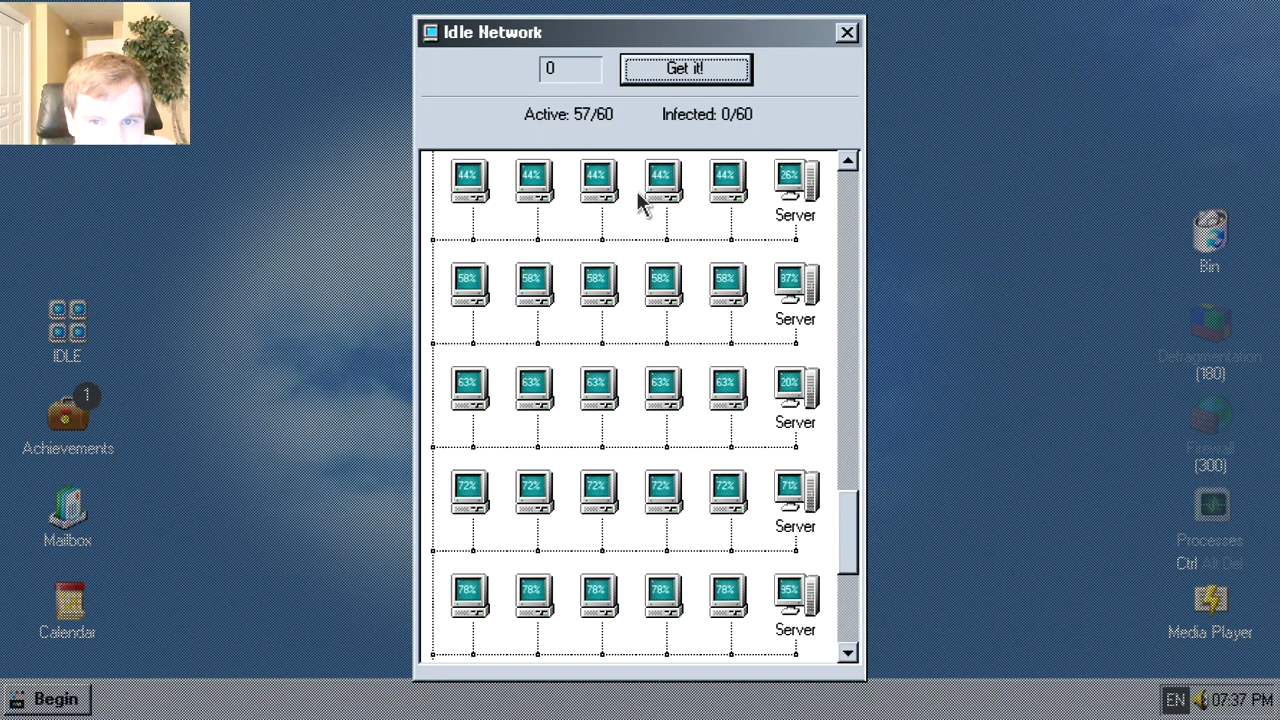 Idle Network
0 Get it!
Active: 57/60 Infected: 0/60
44% 44% 44% 44% 44% 26%
Server
58% 58% 58% 58% 58% 37%
Server
63% 63% 63% 63% 63% 20%
Server
72% 72% 72% 72% 72% 71%
Server
78% 78% 78% 78% 78% 95%
Server
IDLE
1
Achievements
Mailbox
Calendar
Bin
Defragmentation
(180)
(300)
Processes
Ctrl Alt Del
Media Player
Begin
EN 07:37 PM